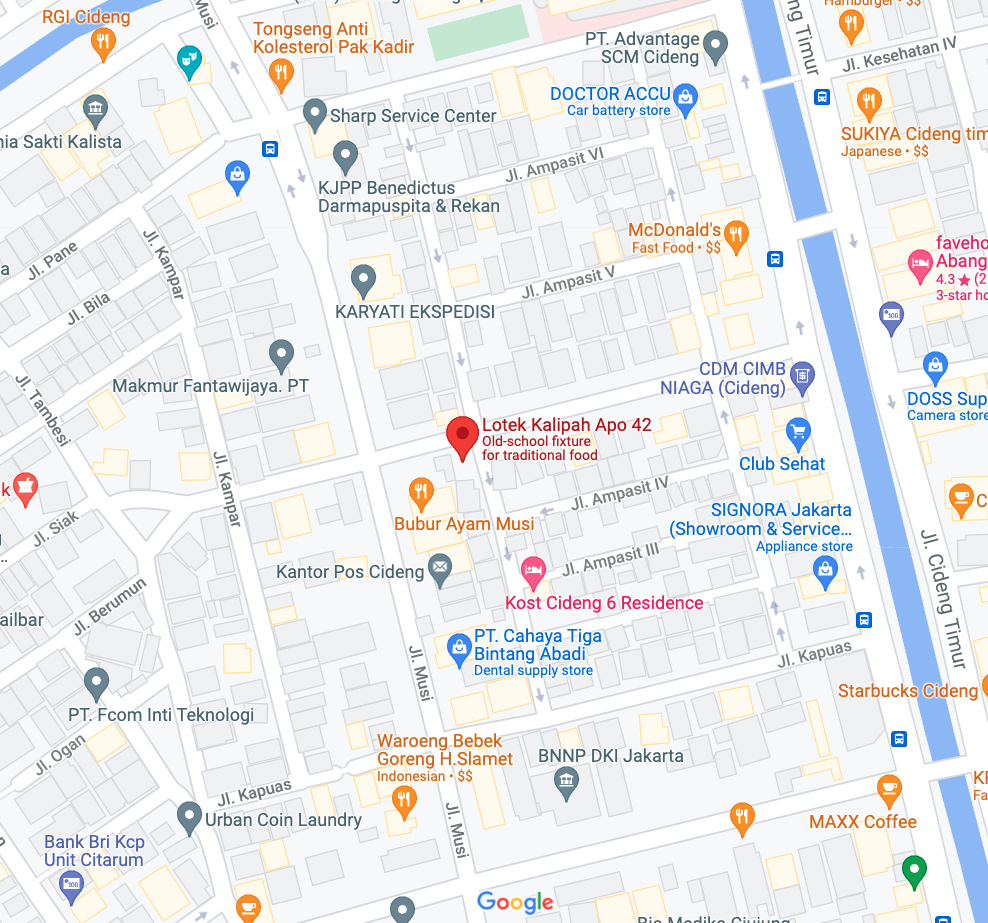 RGI Cideng
Musi
Tongseng Anti
Kolesterol Pak Kadir
PT. Advantage
SCM Cideng
ng Timur
Hamburger • $$
Jl. Kesehatan IV
DOCTOR ACCU
Car battery store
Sharp Service Center
SUKIYA Cideng tim
Japanese • $$
nia Sakti Kalista
Jl. Ampasit VI
KJPP Benedictus
Darmapuspita & Rekan
McDonald's
Fast Food • $$
faveho
Abang
4.3 ★ (2
3-star ho
Jl. Pane
Jl. Kampar
a
Jl. Bila
Jl. Ampasit V
KARYATI EKSPEDISI
Makmur Fantawijaya. PT
CDM CIMB
NIAGA (Cideng)
DOSS Sup
Camera store
Jl. Tambesi
Lotek Kalipah Apo 42
Old-school fixture
for traditional food
Club Sehat
k
Jl. Kampar
Jl. Ampasit IV
C
Bubur Ayam Musi
SIGNORA Jakarta
(Showroom & Service...
Appliance store
Jl. Siak
Jl. Ampasit III
Kantor Pos Cideng
Kost Cideng 6 Residence
Jl. Cideng Timur
Jl. Berumun
ailbar
PT. Cahaya Tiga
Bintang Abadi
Dental supply store
Jl. Musi
Jl. Kapuas
Starbucks Cideng
PT. Fcom Inti Teknologi
Jl. Ogan
Waroeng Bebek
Goreng H.Slamet
Indonesian • $$
BNNP DKI Jakarta
KF
Fa
Jl. Kapuas
Urban Coin Laundry
Jl. Musi
MAXX Coffee
Bank Bri Kcp
Unit Citarum
Google
Bio Medika Gujung